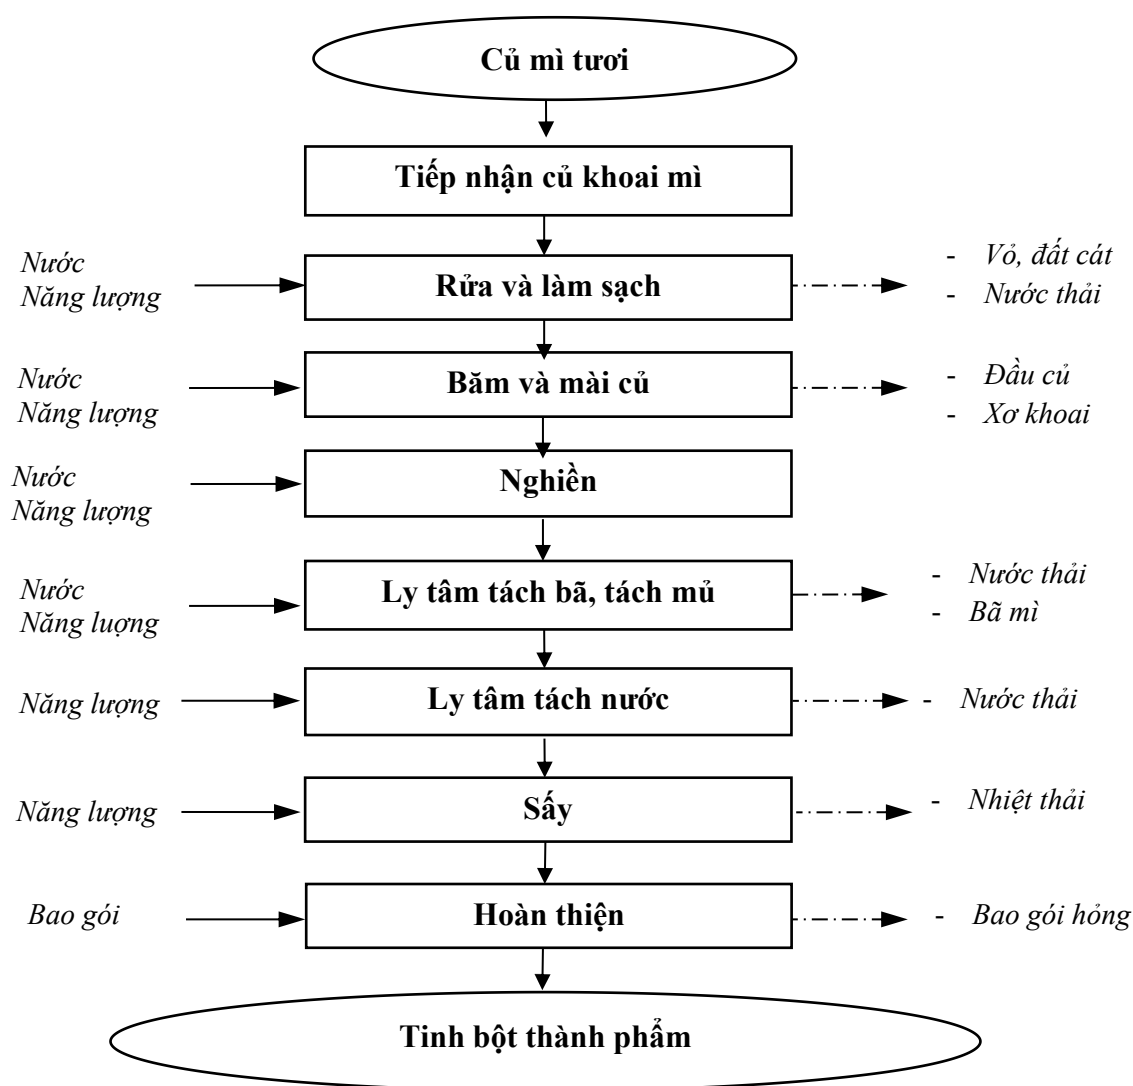 Củ mì tươi
Tiếp nhận củ khoai mì
Nước
Năng lượng
Rửa và làm sạch
- Vỏ, đất cát
- Nước thải
Nước
Năng lượng
Băm và mài củ
- Đầu củ
- Xơ khoai
Nước
Năng lượng
Nghiền
Nước
Năng luợng
Ly tâm tách bã, tách mủ
- Nước thải
- Bã mì
Năng lượng
Ly tâm tách nước
- Nước thải
Năng lượng
Sấy
- Nhiệt thải
Bao gói
Hoàn thiện
- Bao gói hỏng
Tinh bột thành phẩm